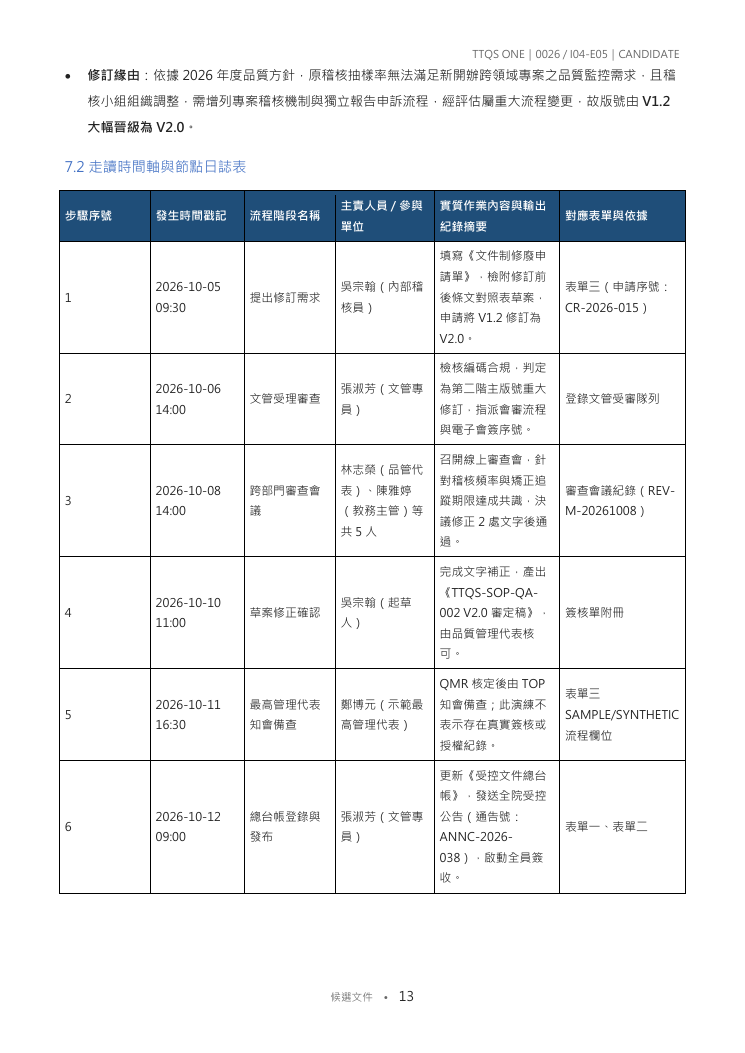 TTQS ONE | 0026 / I04-E05 | CANDIDATE
• 修訂緣由：依據 2026 年度品質方針，原稽核抽樣率無法滿足新開辦跨領域專案之品質監控需求，且稽
核小組組織調整，需增列專案稽核機制與獨立報告申訴流程，經評估屬重大流程變更，故版號由 V1.2
大幅晉級為 V2.0。
7.2 走讀時間軸與節點日誌表
步驟序號 發生時間戳記 流程階段名稱 主責人員 / 參與 實質作業內容與輸出 對應表單與依據
單位 紀錄摘要
1
2026-10-05
09:30
提出修訂需求
吳宗翰（內部稽
核員）
填寫《文件制修廢申
請單》，檢附修訂前
後條文對照表草案，
申請將 V1.2 修訂為
V2.0。
表單三（申請序號：
CR-2026-015）
2
2026-10-06
14:00
文管受理審查
張淑芳（文管專
員）
檢核編碼合規，判定
為第二階主版號重大
修訂，指派會審流程
與電子會簽序號。
登錄文管受審隊列
3
2026-10-08
14:00
跨部門審查會
議
林志榮（品管代
表）、陳雅婷
（教務主管）等
共 5 人
召開線上審查會，針
對稽核頻率與矯正追
蹤期限達成共識，決
議修正 2 處文字後通
過。
審查會議紀錄（REV-
M-20261008）
4
2026-10-10
11:00
草案修正確認
吳宗翰（起草
人）
完成文字補正，產出
《TTQS-SOP-QA-
002 V2.0 審定稿》，
由品質管理代表核
可。
簽核單附冊
5
2026-10-11
16:30
最高管理代表
知會備查
鄭博元（示範最
高管理代表）
QMR 核定後由 TOP
知會備查；此演練不
表示存在真實簽核或
授權紀錄。
表單三
SAMPLE/SYNTHETIC
流程欄位
6
2026-10-12
09:00
總台帳登錄與
發布
張淑芳（文管專
員）
更新《受控文件總台
帳》，發送全院受控
公告（通告號：
ANNC-2026-
038），啟動全員簽
收。
表單一、表單二
候選文件 • 13